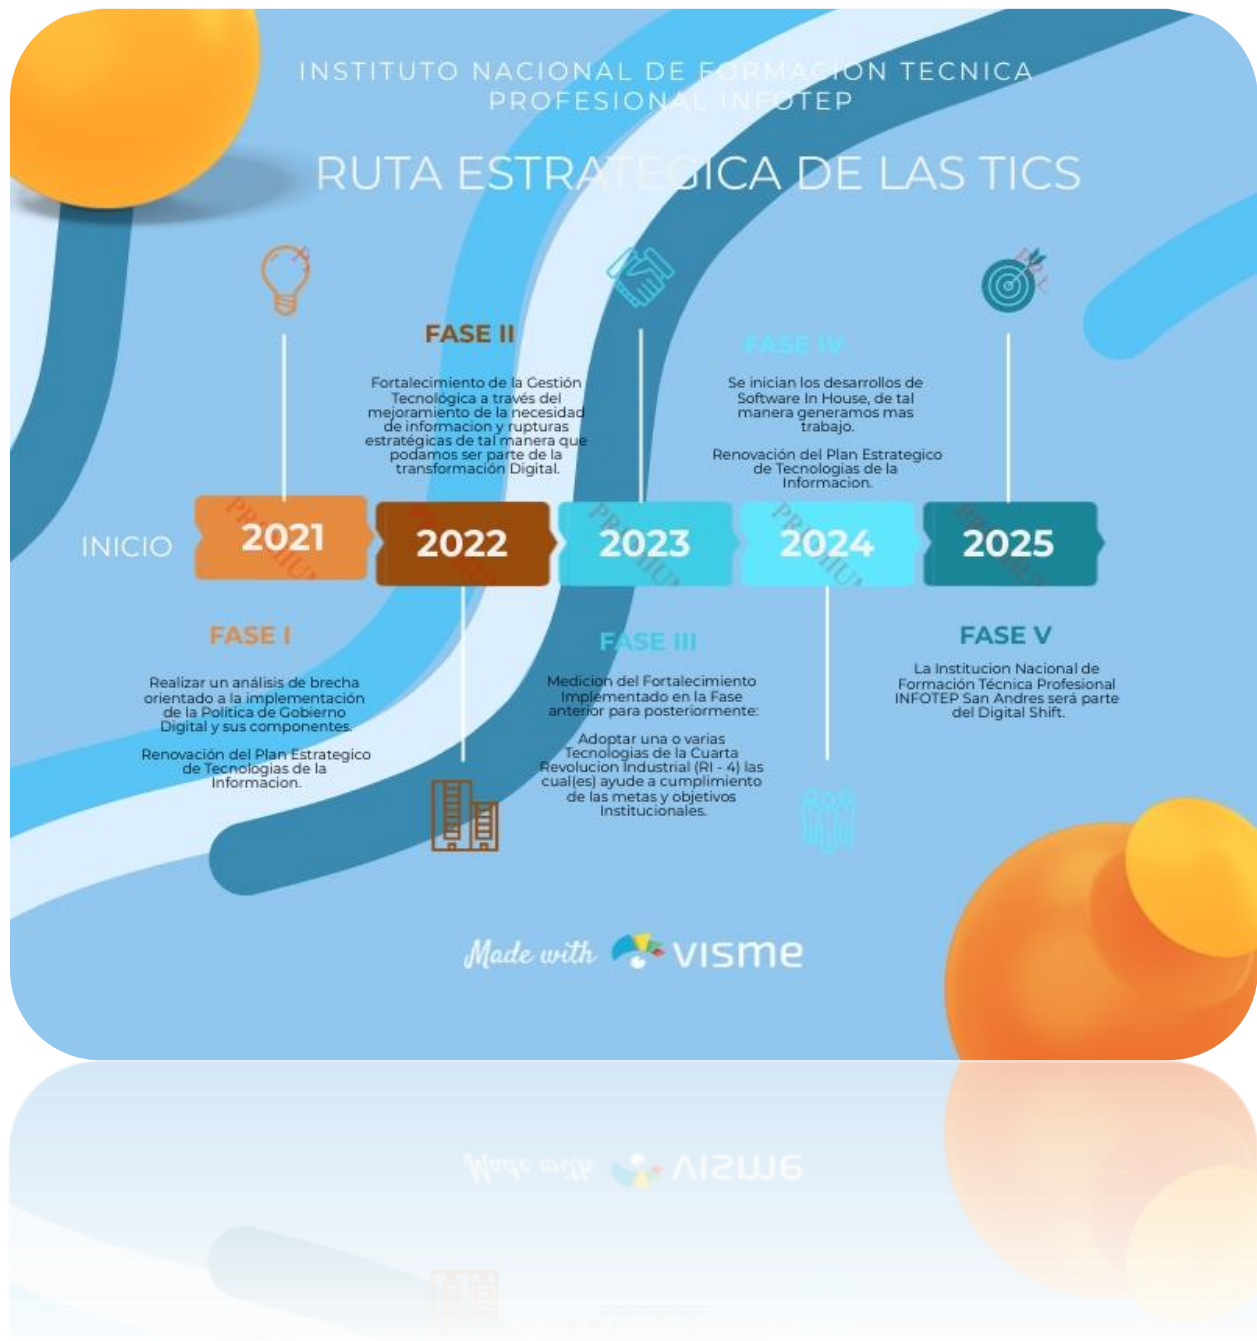 INSTITUTO NACIONAL DE FORMACION TECNICA
PROFESIONAL INFOTEP
RUTA ESTRATEGICA DE LAS TICS
FASE II
Fortalecimiento de la Gestión
Tecnológica a través del
mejoramiento de la necesidad
de informacion y rupturas
estratégicas de tal manera que
podamos ser parte de la
transformación Digital.
FASE IV
Se inician los desarrollos de
Software In House, de tal
manera generamos mas
trabajo.
Renovación del Plan Estrategico
de Tecnologias de la
Informacion.
INICIO
2021
2022
2023
2024
2025
FASE I
Realizar un análisis de brecha
orientado a la implementación
de la Politica de Gobierno
Digital y sus componentes.
Renovación del Plan Estrategico
de Tecnologias de la
Informacion.
FASE III
Medicion del Fortalecimiento
Implementado en la Fase
anterior para posteriormente:
Adoptar una o varias
Tecnologias de la Cuarta
Revolucion Industrial (RI - 4) las
cual(es) ayude a cumplimiento
de las metas y objetivos
Institucionales.
FASE V
La Institucion Nacional de
Formación Técnica Profesional
INFOTEP San Andres será parte
del Digital Shift.
Made with visme